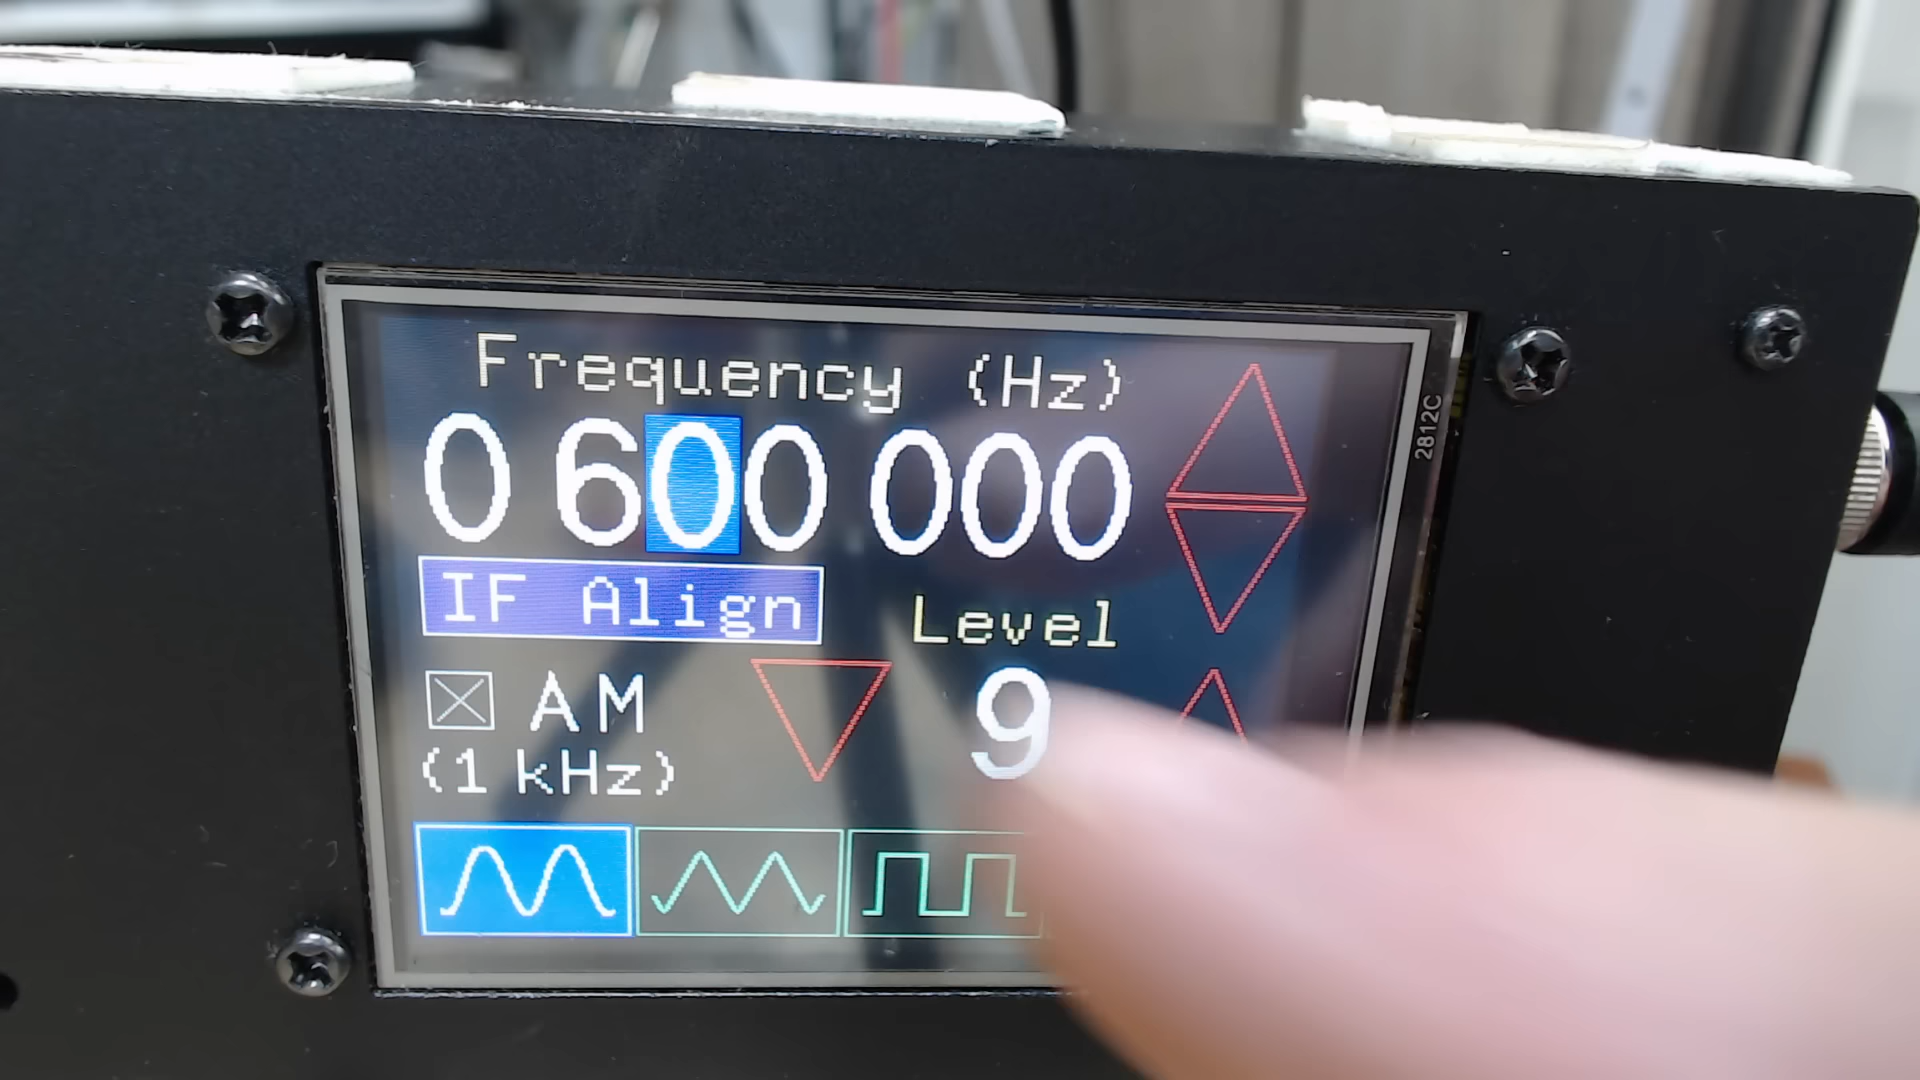 Frequency (Hz)
0 600 000
2812C
IF Align
Level
AM
9
(1 kHz)